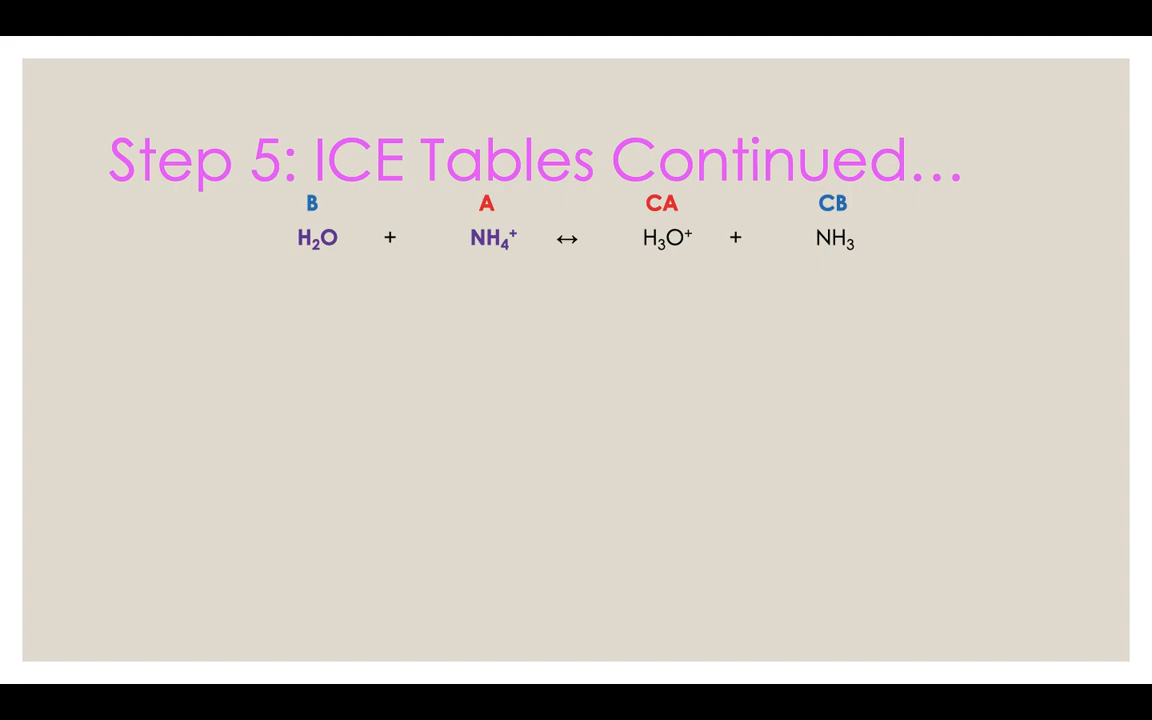 Step 5: ICE Tables Continued…
B A CA CB
H₂O + NH₄⁺ ↔ H₃O⁺ + NH₃